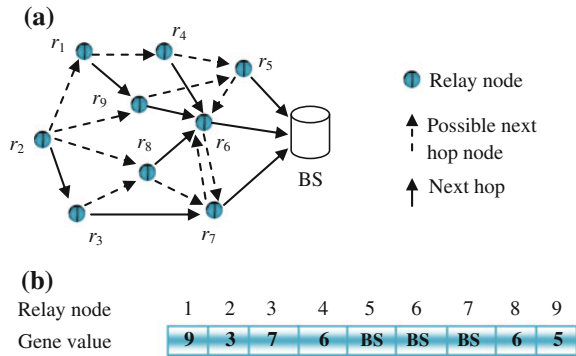 (a)
r1
r4
r5
r9
r2
r8
r6
r3
r7
BS
Relay node
Possible next
hop node
Next hop
(b)
Relay node 1 2 3 4 5 6 7 8 9
Gene value 9 3 7 6 BS BS BS 6 5